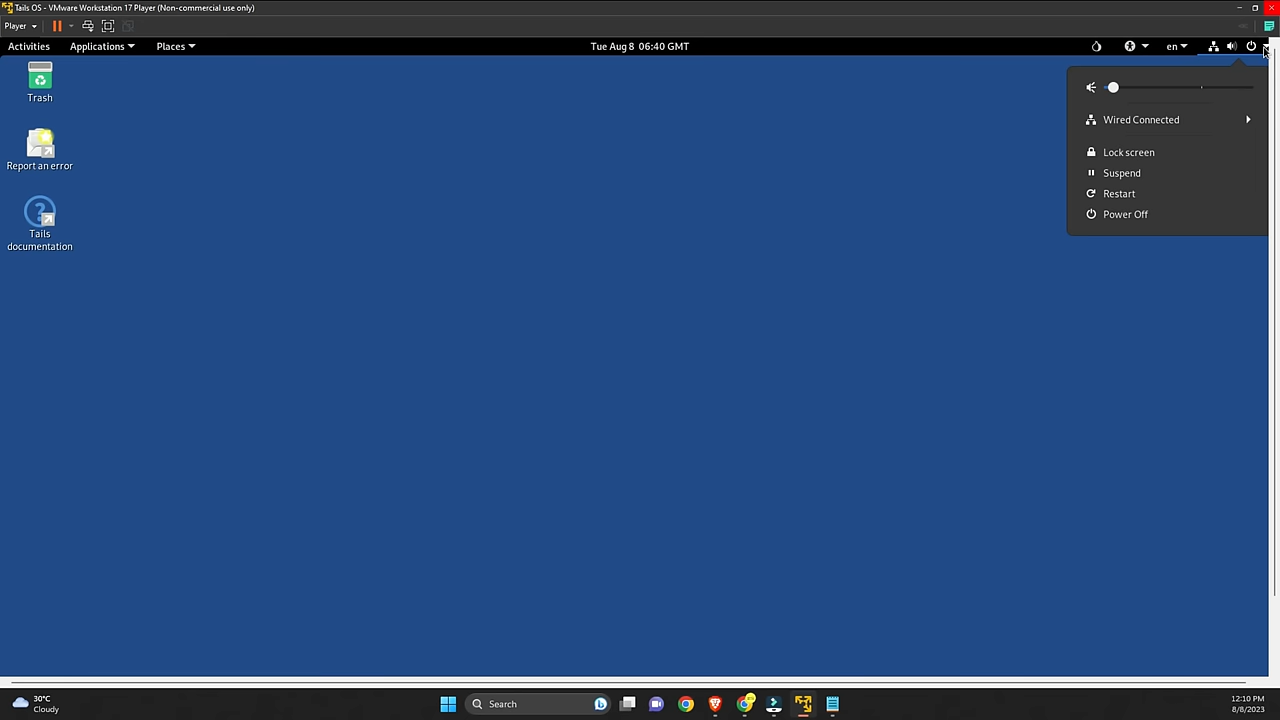 Tails OS - VMware Workstation 17 Player (Non-commercial use only)
Player
Activities
Applications
Places
Tue Aug 8 06:40 GMT
en
Trash
Report an error
Tails
documentation
Wired Connected
Lock screen
Suspend
Restart
Power Off
30°C
Cloudy
Search
12:10 PM
8/8/2023